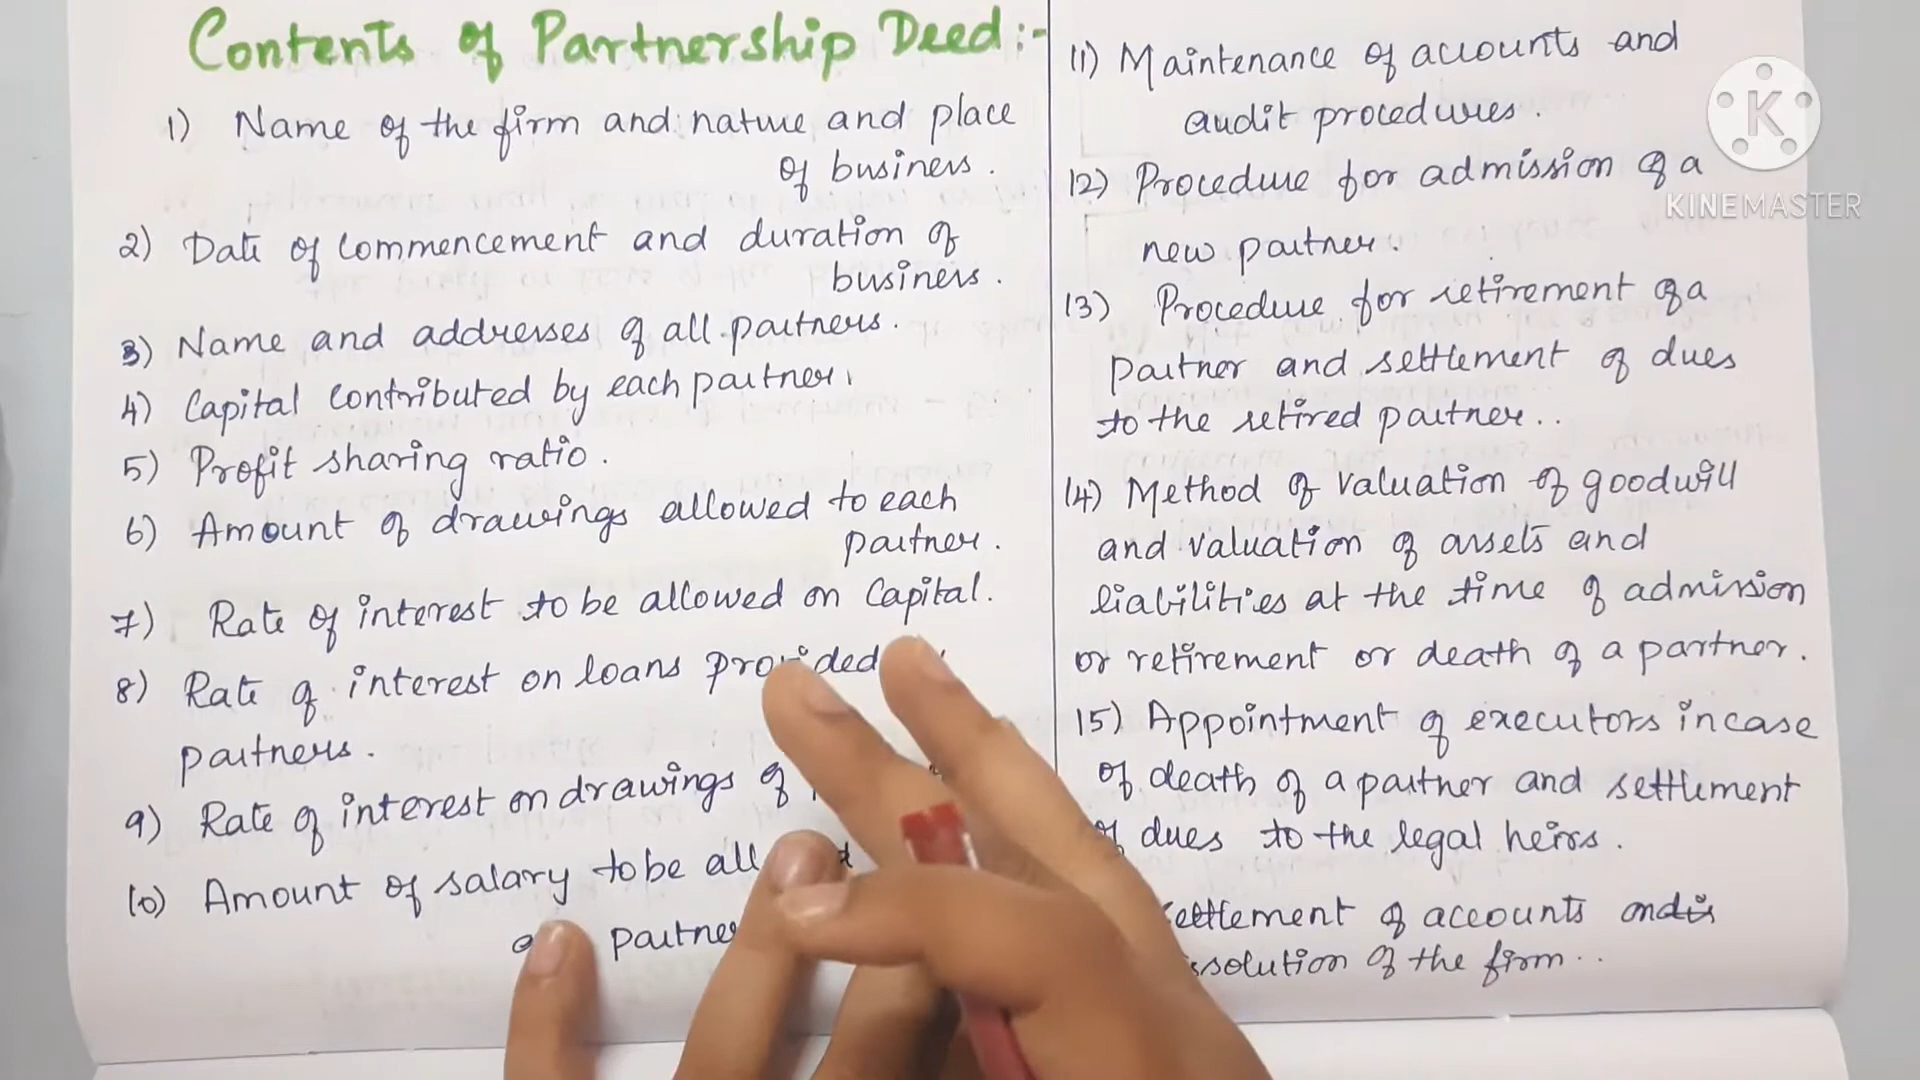 Contents of Partnership Deed:-
1) Name of the firm and nature and place
of business.
2) Date of commencement and duration of
business.
3) Name and addresses of all partners.
4) Capital contributed by each partner.
5) Profit sharing ratio.
6) Amount of drawings allowed to each
partner.
7) Rate of interest to be allowed on Capital.
8) Rate of interest on loans provided
partners.
9) Rate of interest on drawings of
10) Amount of salary to be
11) Maintenance of accounts and
audit procedures.
12) Procedure for admission of a
new partner.
13) Procedure for retirement of a
partner and settlement of dues
to the retired partner..
14) Method of valuation of goodwill
and valuation of assets and
liabilities at the time of admission
or retirement or death of a partner.
15) Appointment of executors incase
of death of a partner and settlement
dues to the legal heirs.
of accounts
of the firm..
K
KINEMASTER